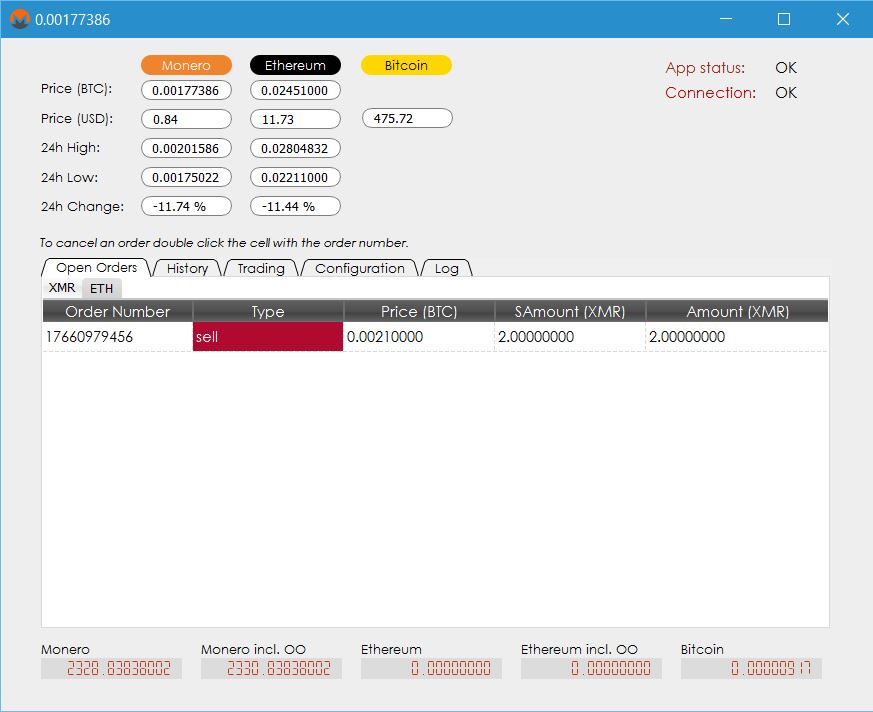 0.00177386
Monero Ethereum Bitcoin
App status: OK
Price (BTC): 0.00177386 0.02451000
Connection: OK
Price (USD): 0.84 11.73 475.72
24h High: 0.00201586 0.02804832
24h Low: 0.00175022 0.02211000
24h Change: -11.74 % -11.44 %
To cancel an order double click the cell with the order number.
Open Orders History Trading Configuration Log
XMR ETH
Order Number Type Price (BTC) SAmount (XMR) Amount (XMR)
17660979456 sell 0.00210000 2.00000000 2.00000000
Monero Monero incl. OO Ethereum Ethereum incl. OO Bitcoin
2328.83838002 2330.83838002 0.00000000 0.00000000 0.00000917